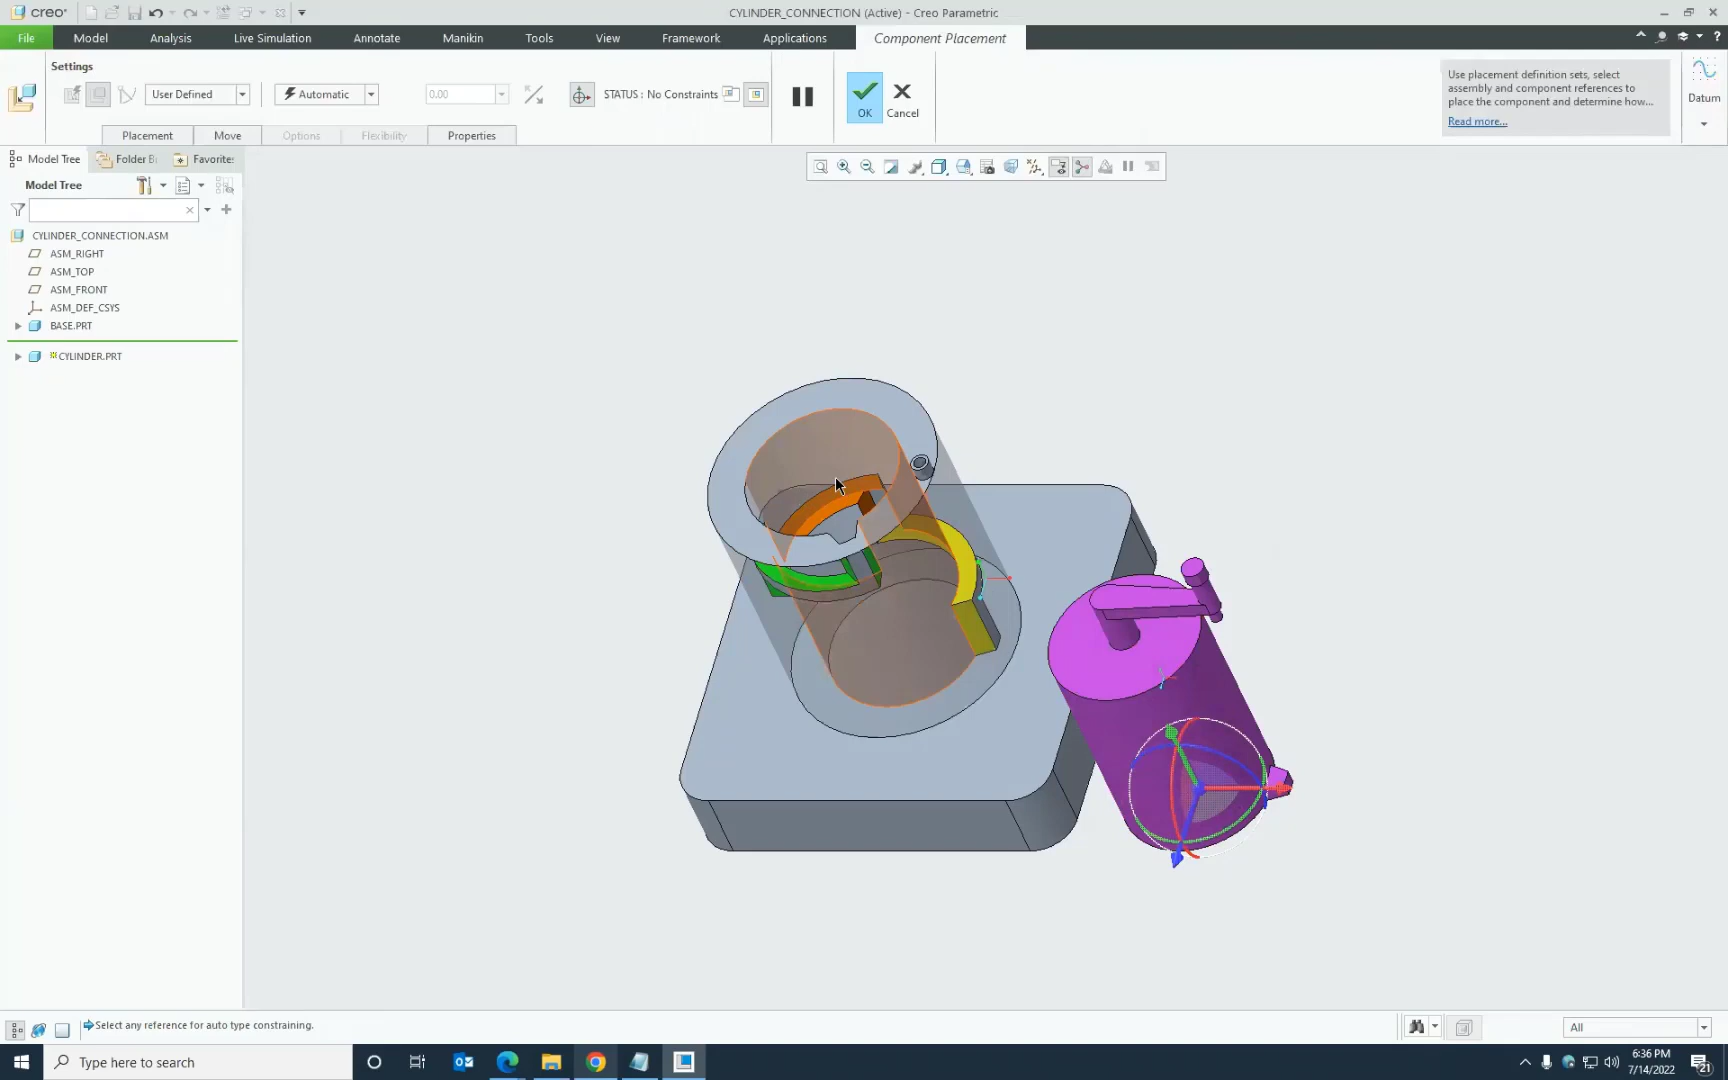 creo
CYLINDER_CONNECTION (Active) - Creo Parametric
File
Model
Analysis
Live Simulation
Annotate
Manikin
Tools
View
Framework
Applications
Component Placement
Settings
User Defined
Automatic
0.00
STATUS : No Constraints
OK
Cancel
Placement
Move
Options
Flexibility
Properties
Use placement definition sets, select
assembly and component references to
place the component and determine how...
Read more...
Datum
Model Tree
Folder B
Favorites
Model Tree
CYLINDER_CONNECTION.ASM
ASM_RIGHT
ASM_TOP
ASM_FRONT
ASM_DEF_CSYS
BASE.PRT
CYLINDER.PRT
Select any reference for auto type constraining.
All
Type here to search
6:36 PM
7/14/2022
21